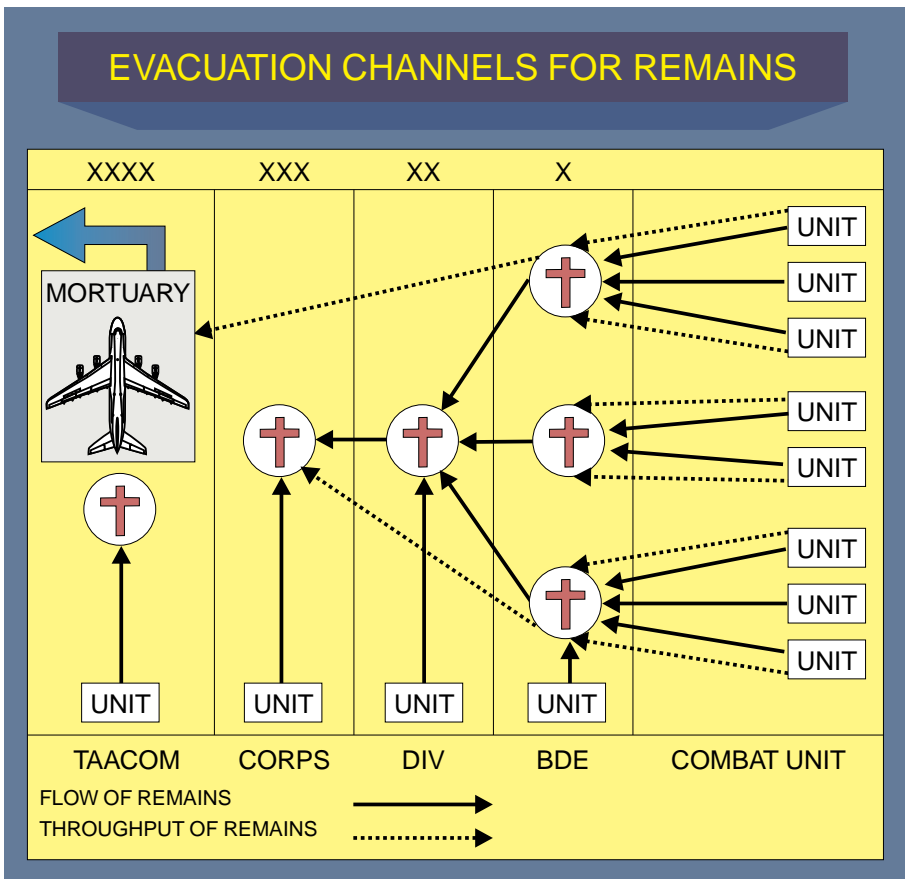 EVACUATION CHANNELS FOR REMAINS
XXXX XXX XX X
UNIT
MORTUARY
UNIT
UNIT
UNIT
UNIT
UNIT
UNIT
UNIT
UNIT UNIT UNIT UNIT
TAACOM CORPS DIV BDE COMBAT UNIT
FLOW OF REMAINS
THROUGHPUT OF REMAINS